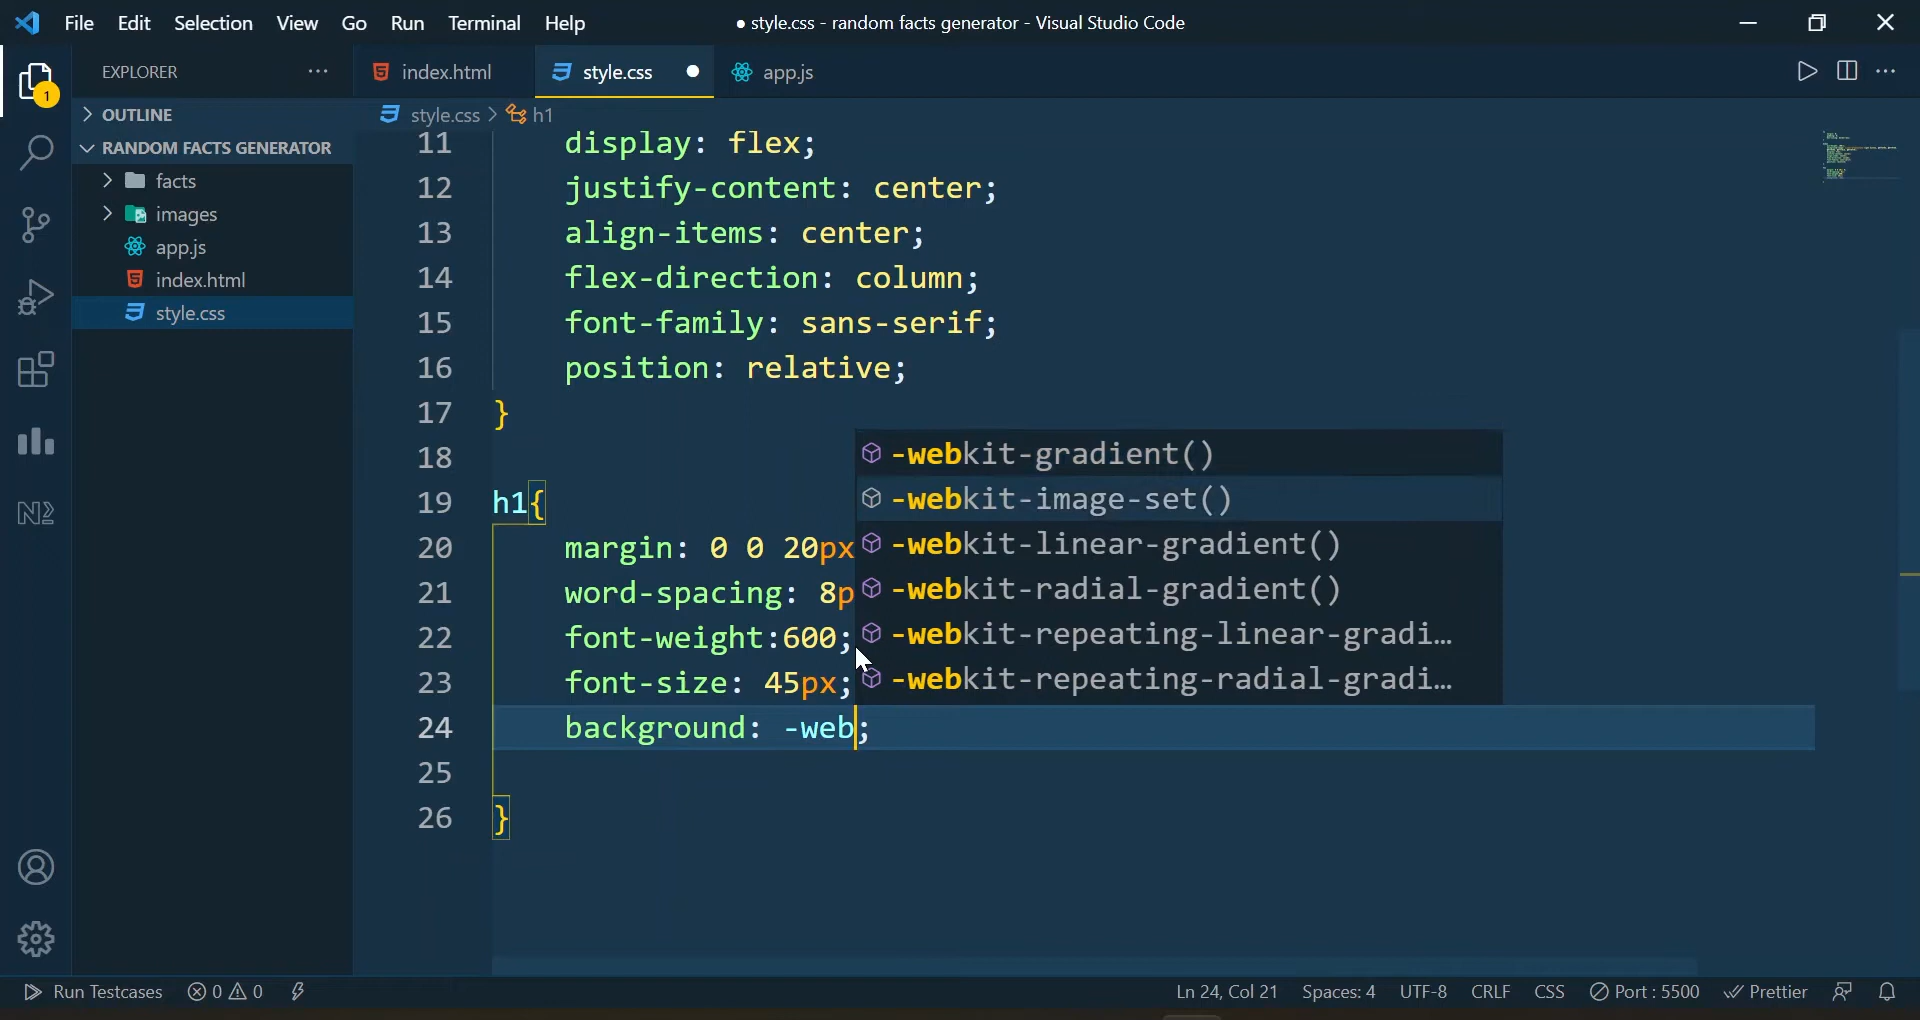 File Edit Selection View Go Run Terminal Help
● style.css - random facts generator - Visual Studio Code
EXPLORER
···
index.html
style.css
app.js
···
OUTLINE
style.css > h1
RANDOM FACTS GENERATOR
facts
images
app.js
index.html
style.css
1
11 display: flex;
12 justify-content: center;
13 align-items: center;
14 flex-direction: column;
15 font-family: sans-serif;
16 position: relative;
17 }
18
19 h1{
20 margin: 0 0 20px
21 word-spacing: 8p
22 font-weight:600;
23 font-size: 45px;
24 background: -web;
25
26 }
-webkit-gradient()
-webkit-image-set()
-webkit-linear-gradient()
-webkit-radial-gradient()
-webkit-repeating-linear-gradi…
-webkit-repeating-radial-gradi…
Run Testcases 0 0 Ln 24, Col 21 Spaces: 4 UTF-8 CRLF CSS Port : 5500 Prettier